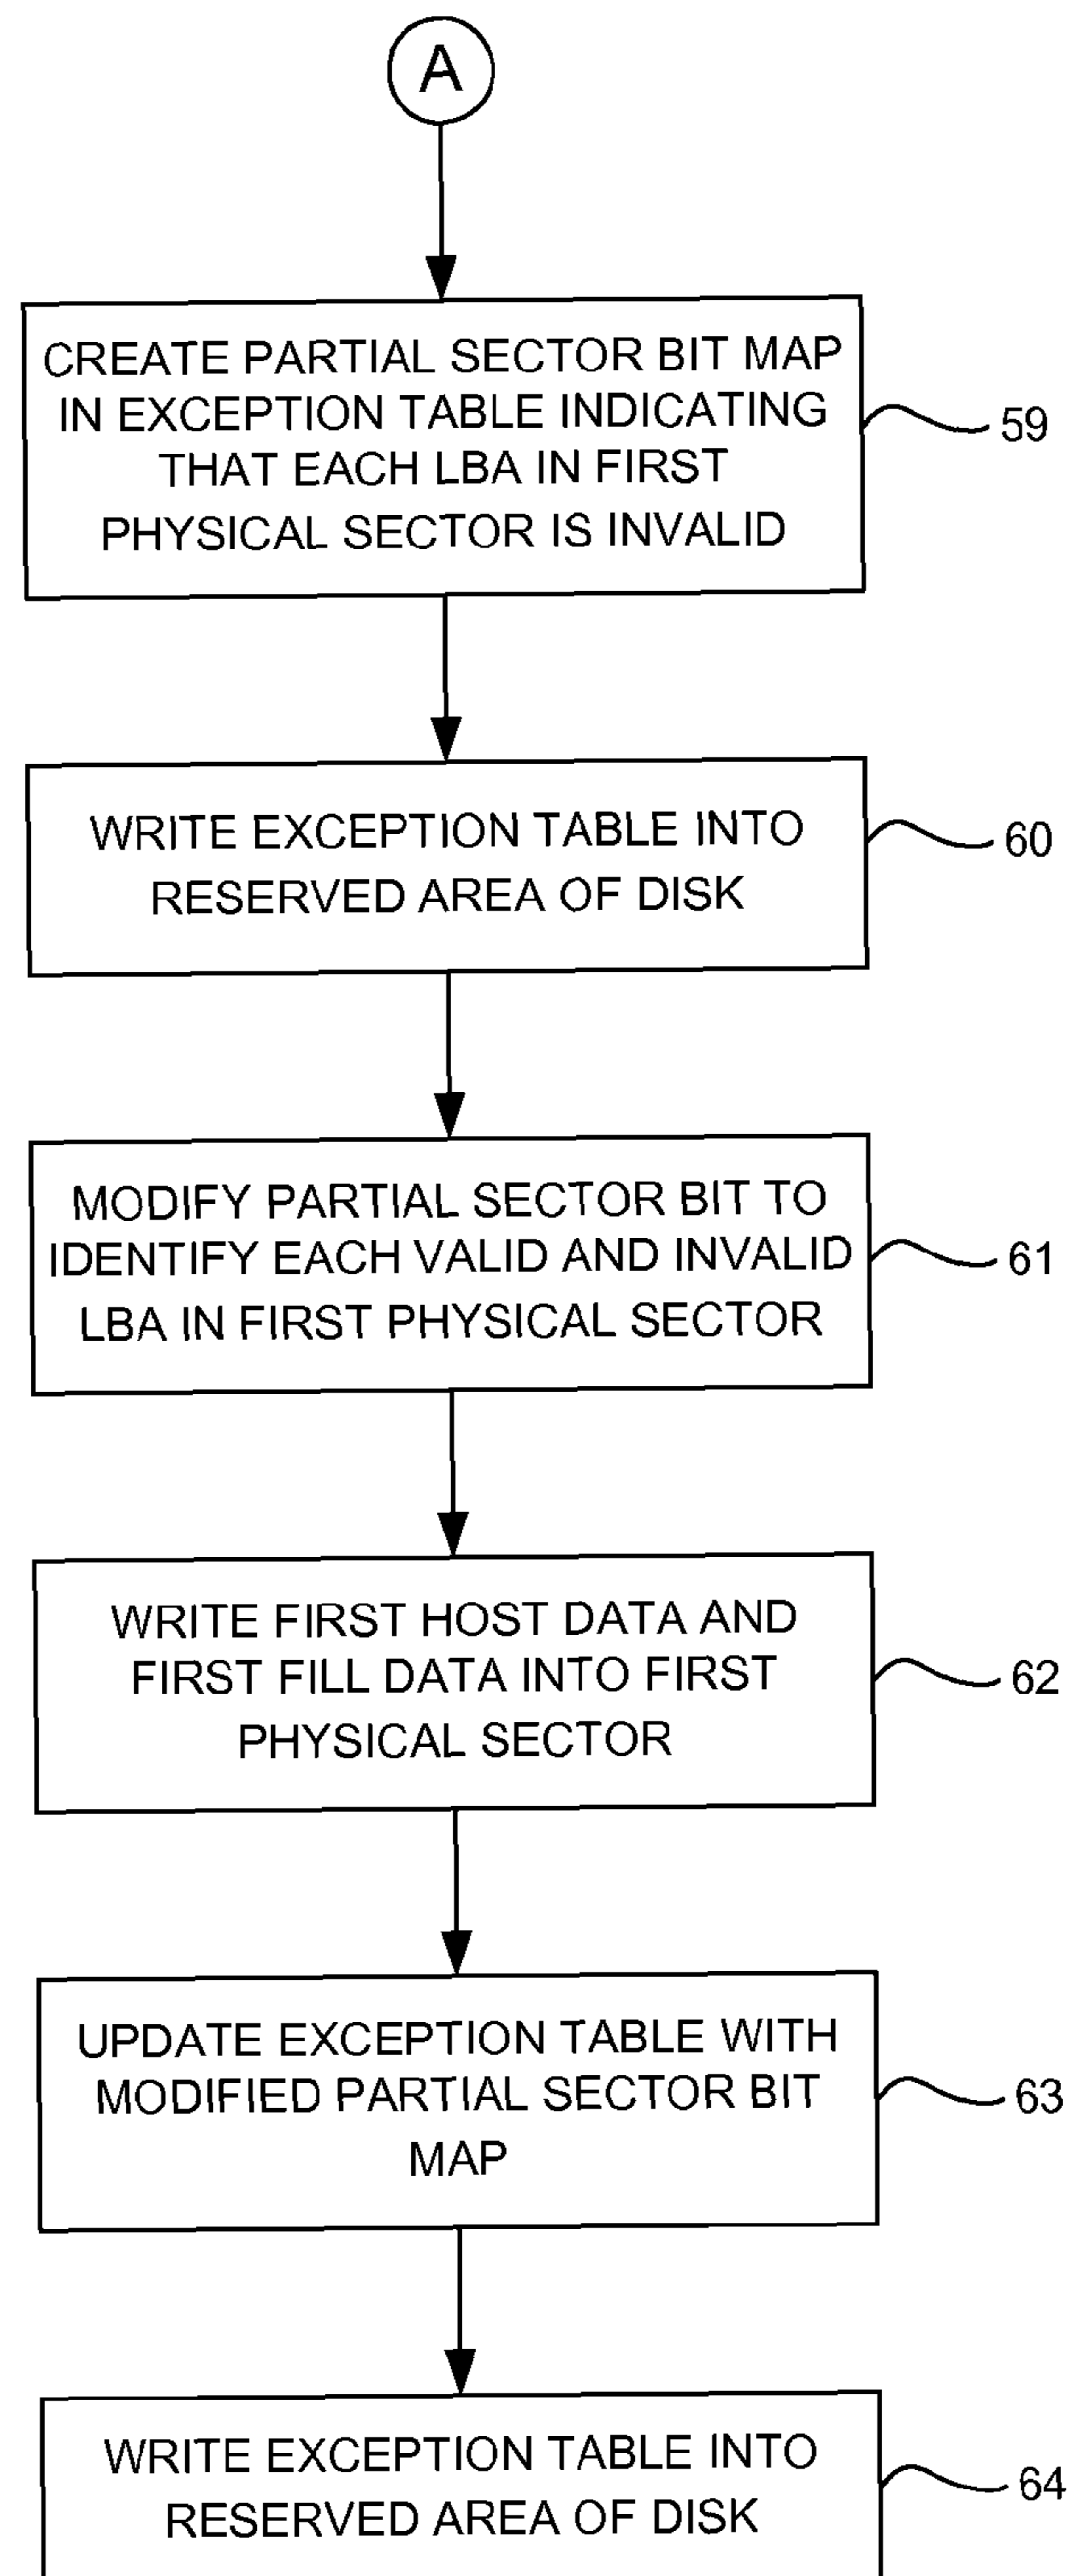 A
CREATE PARTIAL SECTOR BIT MAP
IN EXCEPTION TABLE INDICATING
THAT EACH LBA IN FIRST
PHYSICAL SECTOR IS INVALID
59
WRITE EXCEPTION TABLE INTO
RESERVED AREA OF DISK
60
MODIFY PARTIAL SECTOR BIT TO
IDENTIFY EACH VALID AND INVALID
LBA IN FIRST PHYSICAL SECTOR
61
WRITE FIRST HOST DATA AND
FIRST FILL DATA INTO FIRST
PHYSICAL SECTOR
62
UPDATE EXCEPTION TABLE WITH
MODIFIED PARTIAL SECTOR BIT
MAP
63
WRITE EXCEPTION TABLE INTO
RESERVED AREA OF DISK
64